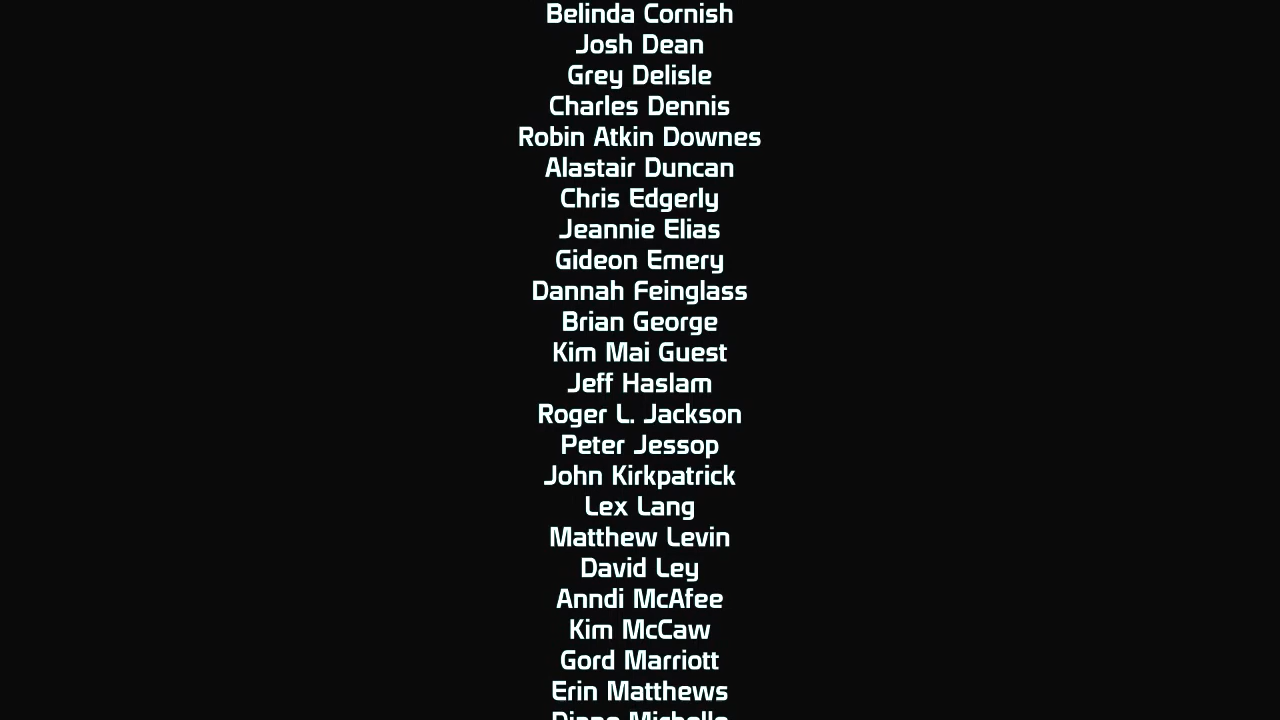 Belinda Cornish
Josh Dean
Grey Delisle
Charles Dennis
Robin Atkin Downes
Alastair Duncan
Chris Edgerly
Jeannie Elias
Gideon Emery
Dannah Feinglass
Brian George
Kim Mai Guest
Jeff Haslam
Roger L. Jackson
Peter Jessop
John Kirkpatrick
Lex Lang
Matthew Levin
David Ley
Anndi McAfee
Kim McCaw
Gord Marriott
Erin Matthews